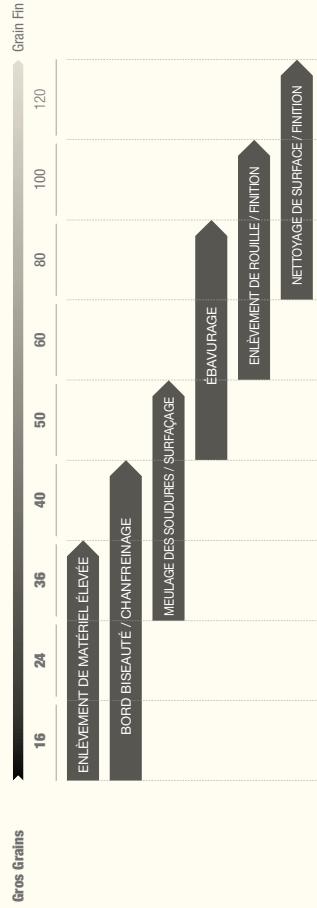 Gros Grains
Grain Fin
16 24 36 40 50 60 80 100 120
ENLÈVEMENT DE MATÉRIEL ÉLEVÉE
BORD BISEAUTÉ / CHANFREINAGE
MEULAGE DES SOUDURES / SURFAÇAGE
ÉBAVURAGE
ENLÈVEMENT DE ROUILLE / FINITION
NETTOYAGE DE SURFACE / FINITION